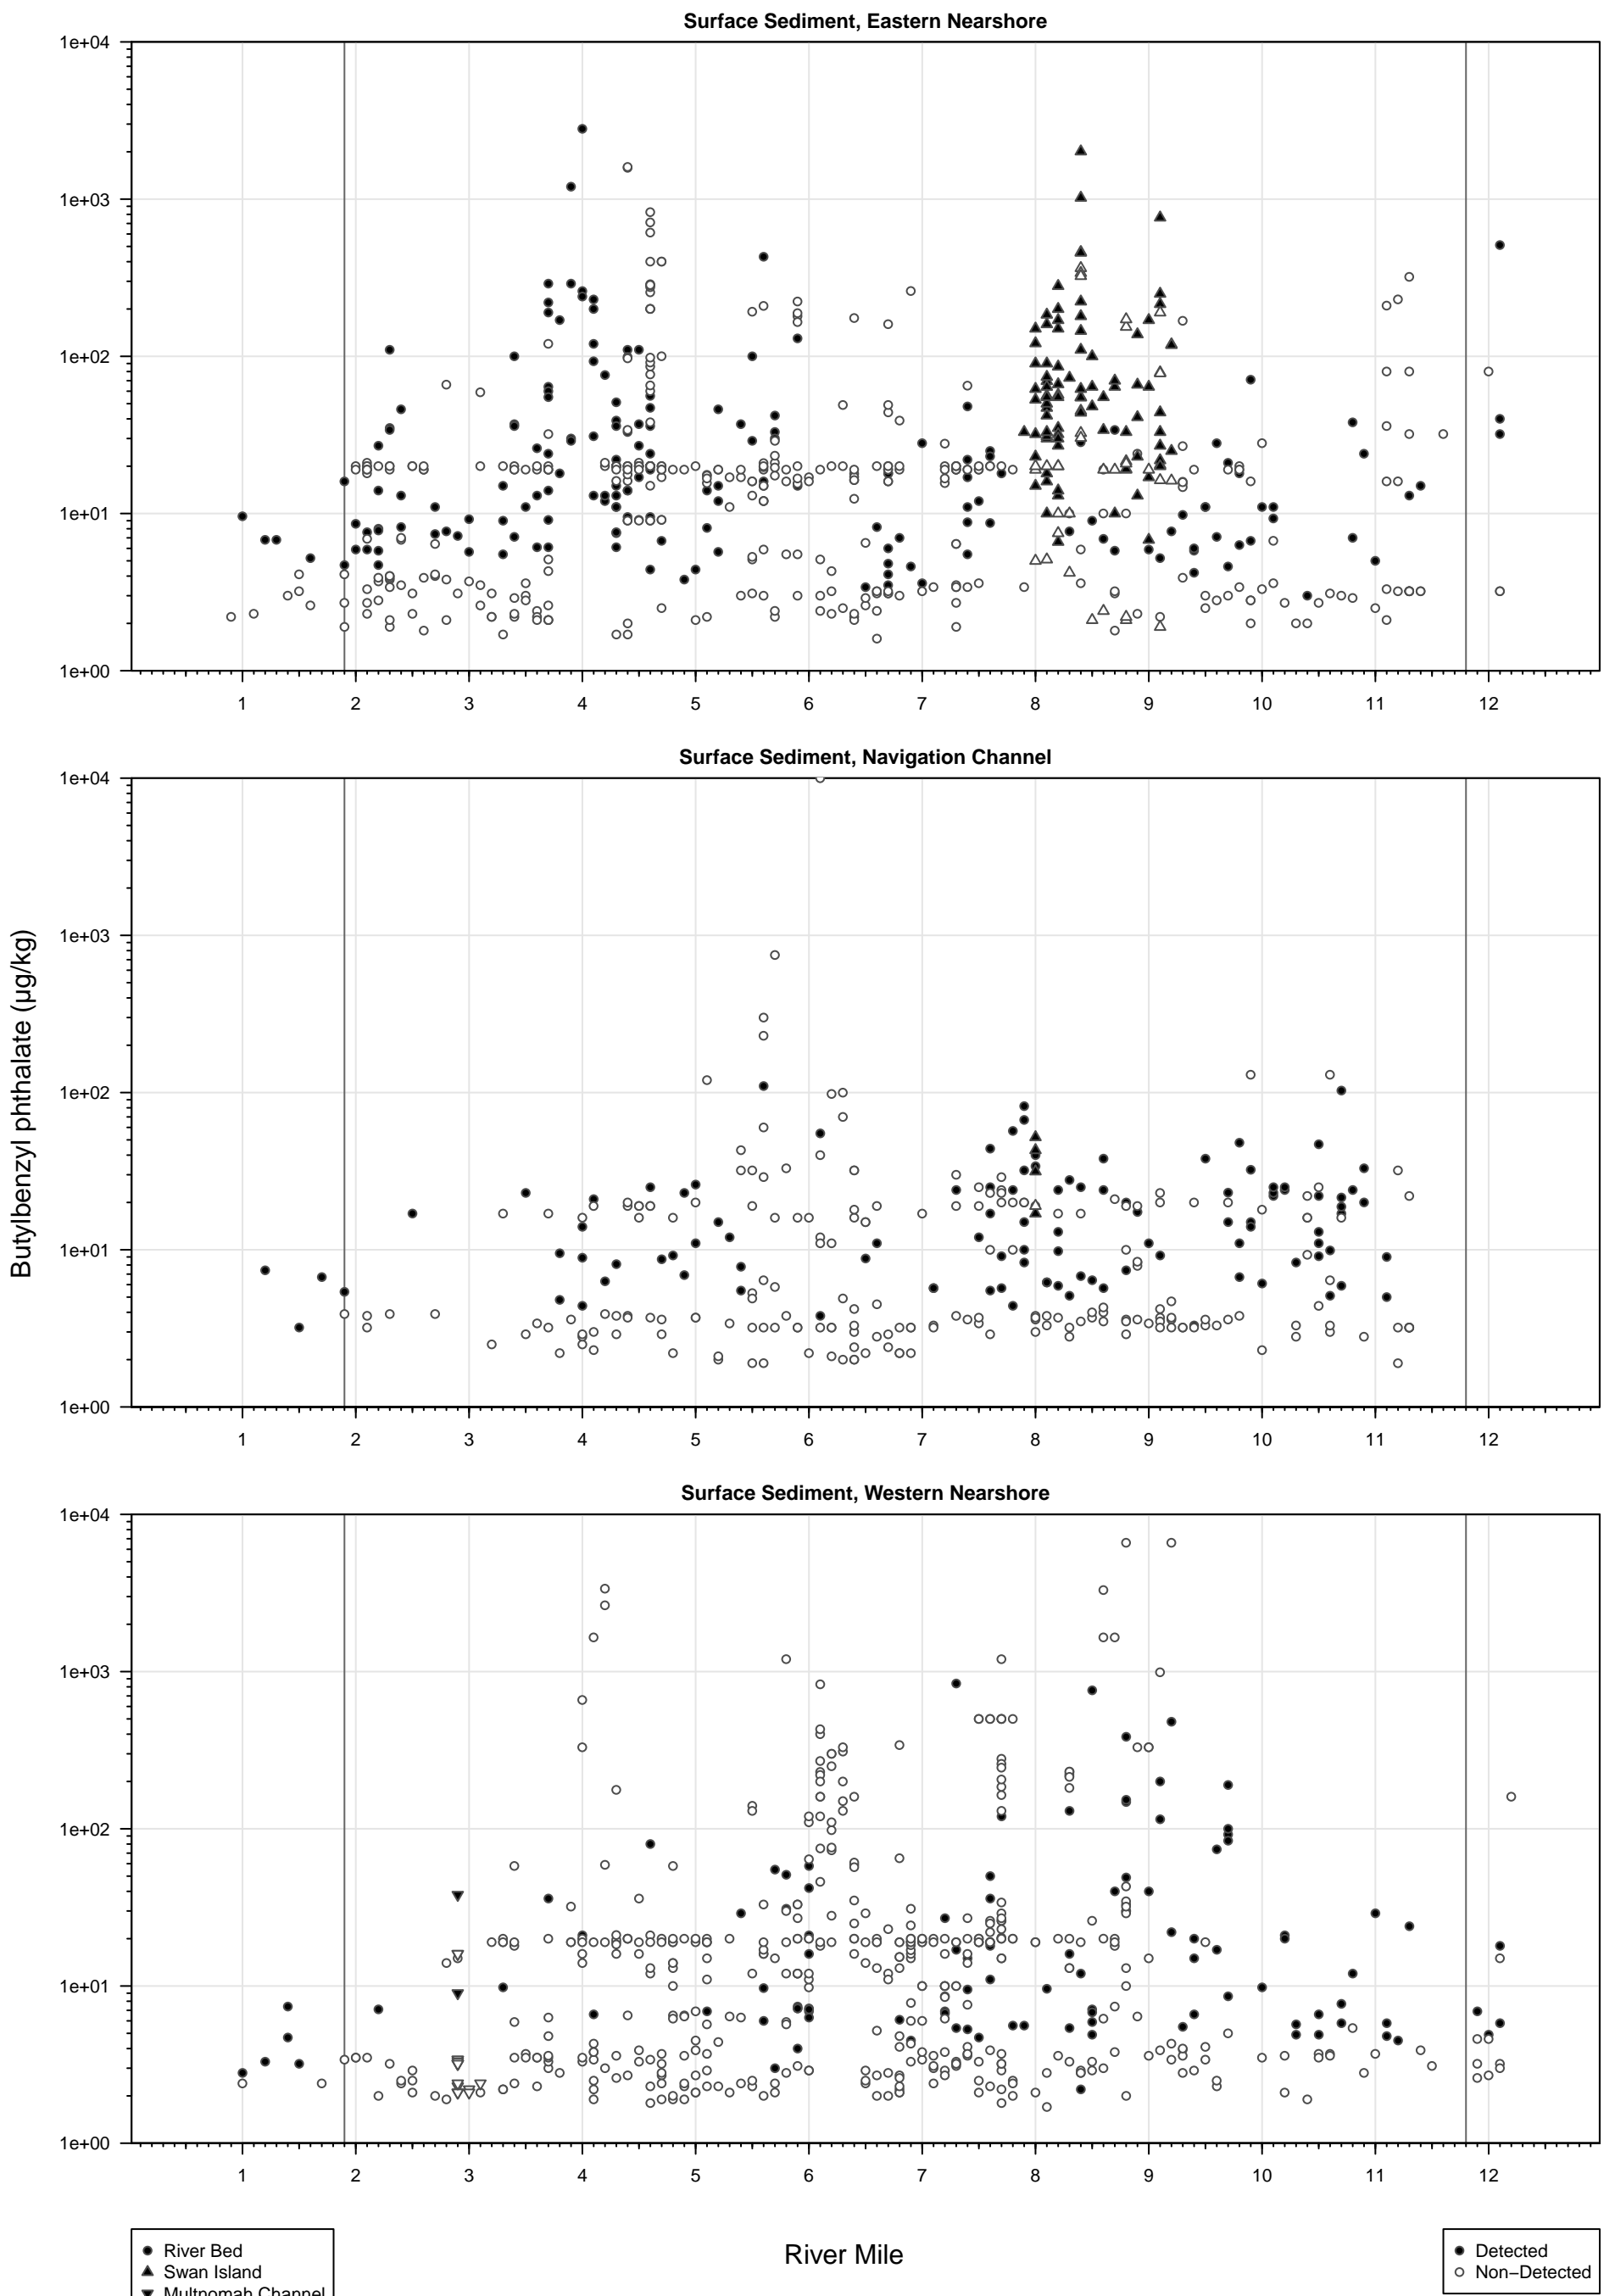 Surface Sediment, Eastern Nearshore
1e+04
1e+03
1e+02
1e+01
1e+00
1 2 3 4 5 6 7 8 9 10 11 12
Surface Sediment, Navigation Channel
Butylbenzyl phthalate (µg/kg)
1e+04
1e+03
1e+02
1e+01
1e+00
1 2 3 4 5 6 7 8 9 10 11 12
Surface Sediment, Western Nearshore
1e+04
1e+03
1e+02
1e+01
1e+00
1 2 3 4 5 6 7 8 9 10 11 12
River Mile
River Bed
Swan Island
Multnomah Channel
Detected
Non−Detected